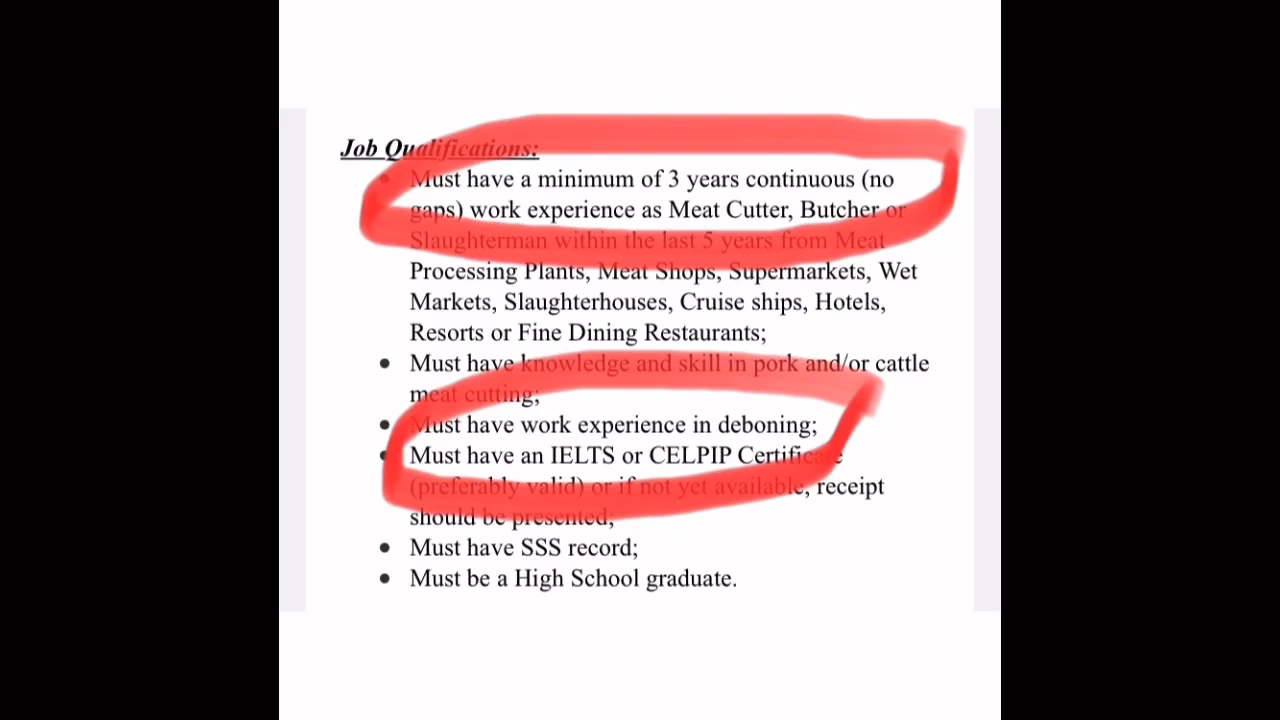 Job Qualifications:
• Must have a minimum of 3 years continuous (no
gaps) work experience as Meat Cutter, Butcher or
Slaughterman within the last 5 years from Meat
Processing Plants, Meat Shops, Supermarkets, Wet
Markets, Slaughterhouses, Cruise ships, Hotels,
Resorts or Fine Dining Restaurants;
• Must have knowledge and skill in pork and/or cattle
meat cutting;
• Must have work experience in deboning;
• Must have an IELTS or CELPIP Certificate
(preferably valid) or if not yet available, receipt
should be presented;
• Must have SSS record;
• Must be a High School graduate.